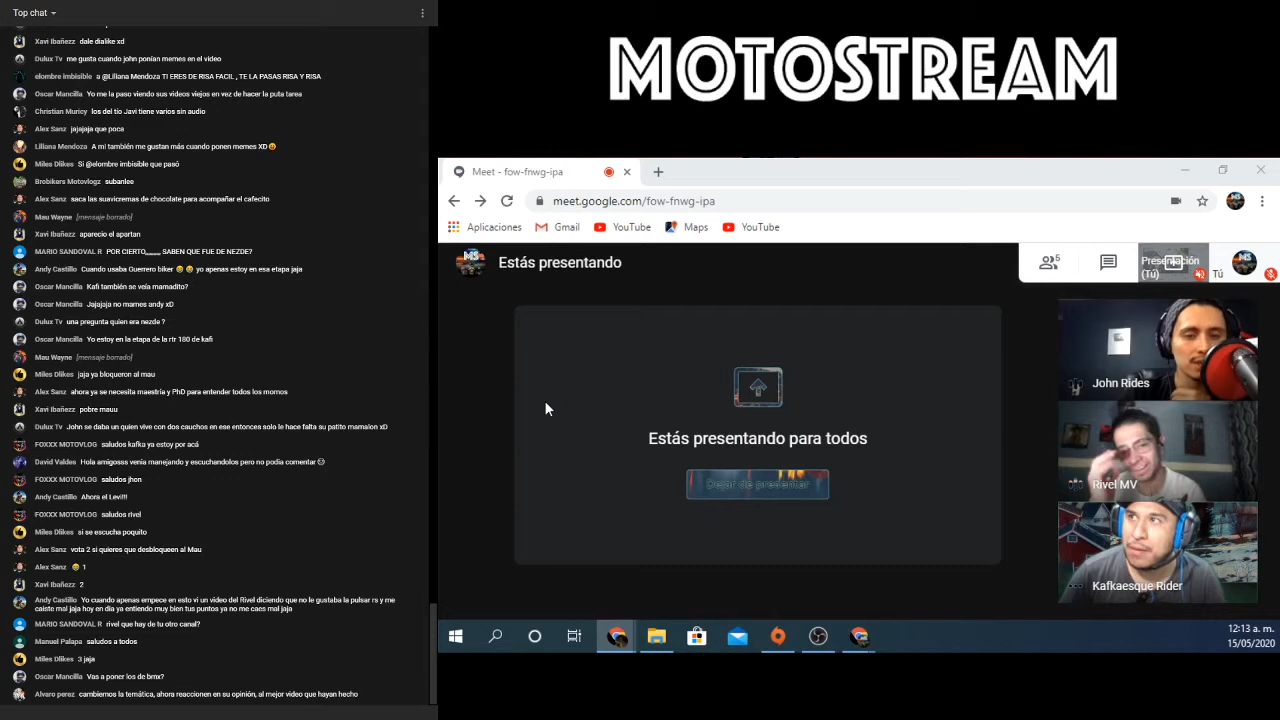 Top chat
Xavi Ibañezz dale dialike xd
Dulux Tv me gusta cuando john ponían memes en el video
elombre imbisible a @Liliana Mendoza TI ERES DE RISA FACIL , TE LA PASAS RISA Y RISA
Oscar Mancilla Yo me la paso viendo sus videos viejos en vez de hacer la puta tarea
Christian Muricy los del tío Javi tiene varios sin audio
Alex Sanz jajajaja que poca
Liliana Mendoza A mi también me gustan más cuando ponen memes XD😆
Miles Dlikes Si @elombre imbisible que pasó
Brobikers Motovlogz subanlee
Alex Sanz saca las suavicremas de chocolate para acompañar el cafecito
Mau Wayne [mensaje borrado]
Xavi Ibañezz aparecio el apartan
MARIO SANDOVAL R POR CIERTO,,,,,,,,, SABEN QUE FUE DE NEZDE?
Andy Castillo Cuando usaba Guerrero biker 😂 😂 yo apenas estoy en esa etapa jaja
Oscar Mancilla Kafi también se veía mamadito?
Oscar Mancilla Jajajaja no mames andy xD
Dulux Tv una pregunta quien era nezde ?
Oscar Mancilla Yo estoy en la etapa de la rtr 180 de kafi
Mau Wayne [mensaje borrado]
Miles Dlikes jaja ya bloqueron al mau
Alex Sanz ahora ya se necesita maestría y PhD para entender todos los momos
Xavi Ibañezz pobre mauu
Dulux Tv John se daba un quien vive con dos cauchos en ese entonces solo le hace falta su patito mamalon xD
FOXXX MOTOVLOG saludos kafka ya estoy por acá
David Valdes Hola amigosss venia manejando y escuchandolos pero no podia comentar
FOXXX MOTOVLOG saludos jhon
Andy Castillo Ahora el Levi!!!
FOXXX MOTOVLOG saludos rivel
Miles Dlikes si se escucha poquito
Alex Sanz vota 2 si quieres que desbloqueen al Mau
Alex Sanz 😂 1
Xavi Ibañezz 2
Andy Castillo Yo cuando apenas empece en esto vi un video del Rivel diciendo que no le gustaba la pulsar rs y me
caiste mal jaja hoy en dia ya entiendo muy bien tus puntos ya no me caes mal jaja
MARIO SANDOVAL R rivel que hay de tu otro canal?
Manuel Palapa saludos a todos
Miles Dlikes 3 jaja
Oscar Mancilla Vas a poner los de bmx?
Alvaro perez cambiemos la temática, ahora reaccionen en su opinión, al mejor video que hayan hecho
MOTOSTREAM
Meet - fow-fnwg-ipa
meet.google.com/fow-fnwg-ipa
Aplicaciones Gmail YouTube Maps YouTube
MS Estás presentando
5
Presentación
(Tú)
Tú
MS
Estás presentando para todos
Dejar de presentar
John Rides
Rivel MV
Kafkaesque Rider
12:13 a. m.
15/05/2020